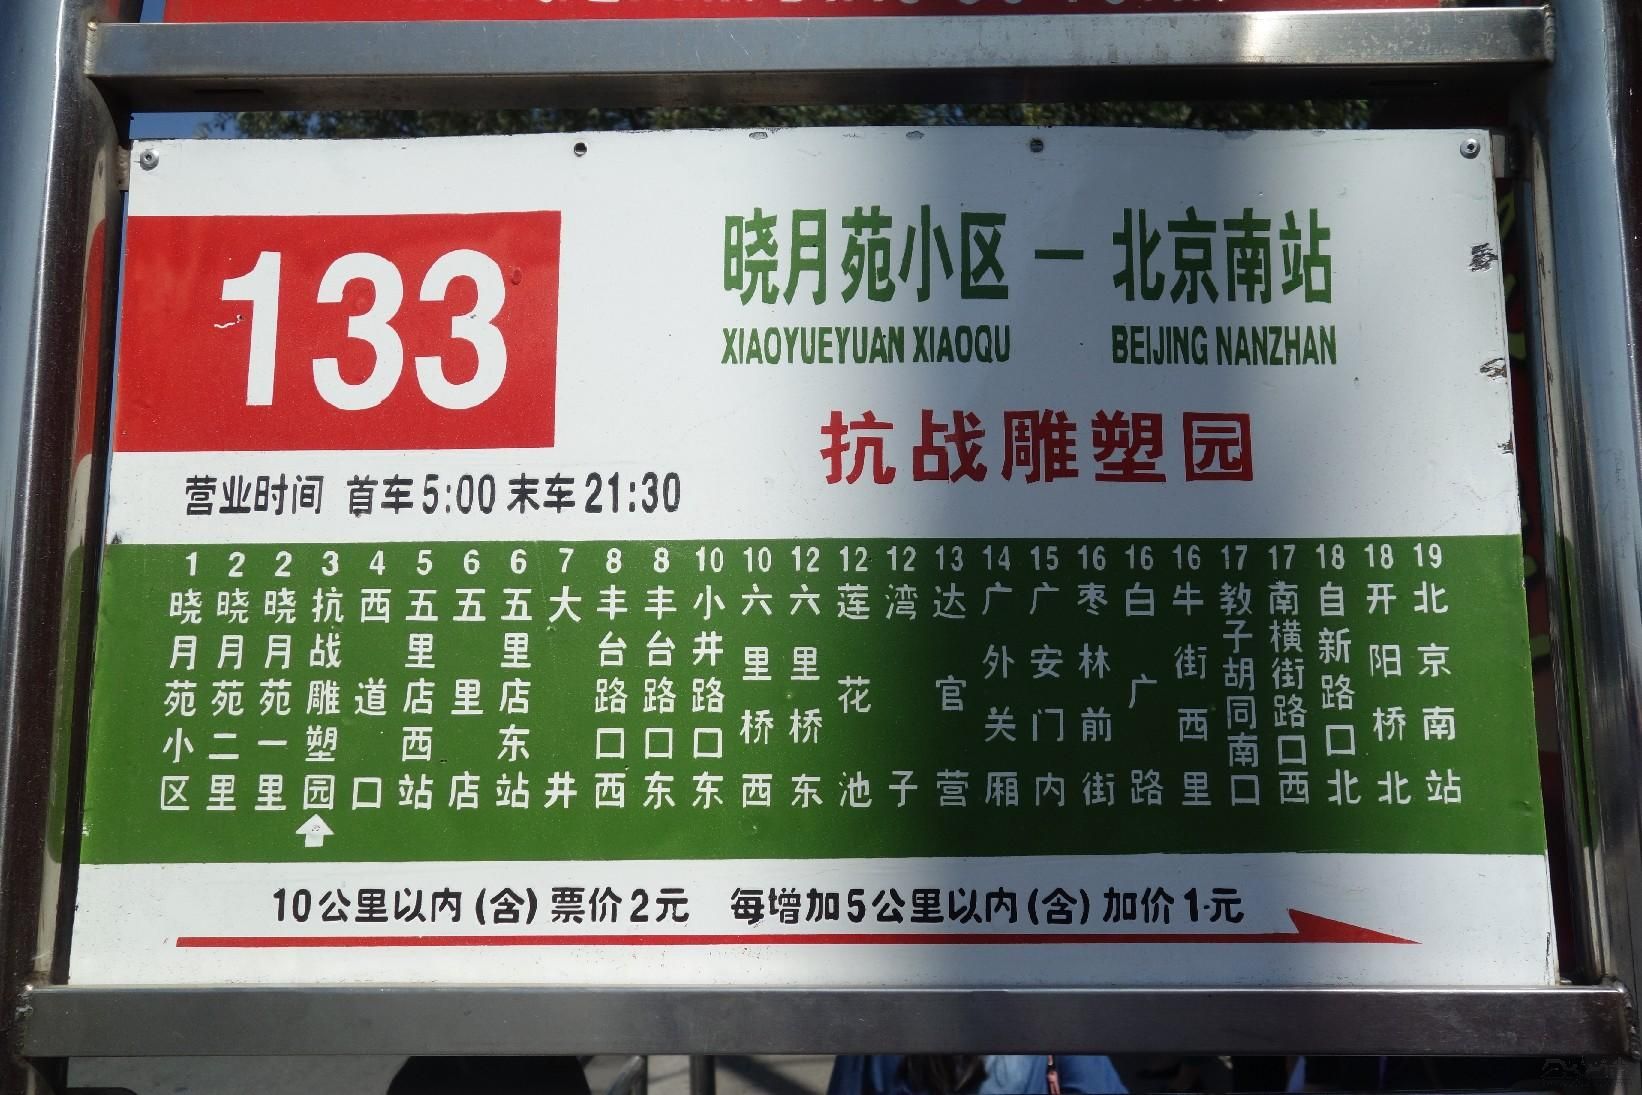 133
晓月苑小区 — 北京南站
XIAOYUEYUAN XIAOQU BEIJING NANZHAN
抗战雕塑园
营业时间 首车5:00 末车21:30
1 晓月苑小区
2 晓月苑二里
2 晓月苑一里
3 抗战雕塑园
4 西道口
5 五里店西站
6 五里店
6 五里店东站
7 大井
8 丰台路口西
8 丰台路口东
10 小井路口东
10 六里桥西
12 六里桥东
12 莲花池
12 湾子
13 达官营
14 广外关厢
15 广安门内
16 枣林前街
16 白广路
16 牛街西里
17 教子胡同南口
17 南横街路口西
18 自新路口北
18 开阳桥北
19 北京南站
10公里以内(含)票价2元 每增加5公里以内(含)加价1元